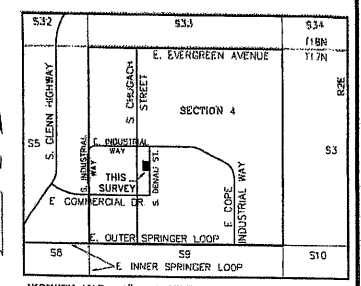 S32 S33 S34
T18N
T17N
E. EVERGREEN AVENUE
R2E
S. GLENN HIGHWAY
S. CHUGACH
STREET
SECTION 4
S5
S3
E. INDUSTRIAL
WAY
S. INDUSTRIAL
WAY
THIS
SURVEY
S. DENALI ST.
E. COPE
INDUSTRIAL WAY
E COMMERCIAL DR.
E. OUTER SPRINGER LOOP
S8 S9 S10
E. INNER SPRINGER LOOP